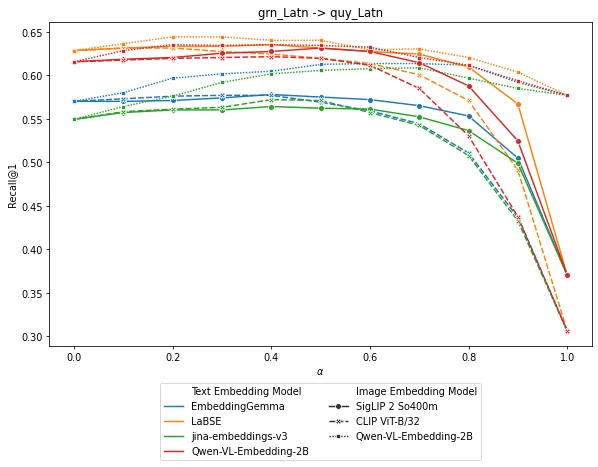 grn_Latn -> quy_Latn
Recall@1
0.65
0.60
0.55
0.50
0.45
0.40
0.35
0.30
0.0 0.2 0.4 0.6 0.8 1.0
α
Text Embedding Model
EmbeddingGemma
LaBSE
jina-embeddings-v3
Qwen-VL-Embedding-2B
Image Embedding Model
SigLIP 2 So400m
CLIP ViT-B/32
Qwen-VL-Embedding-2B